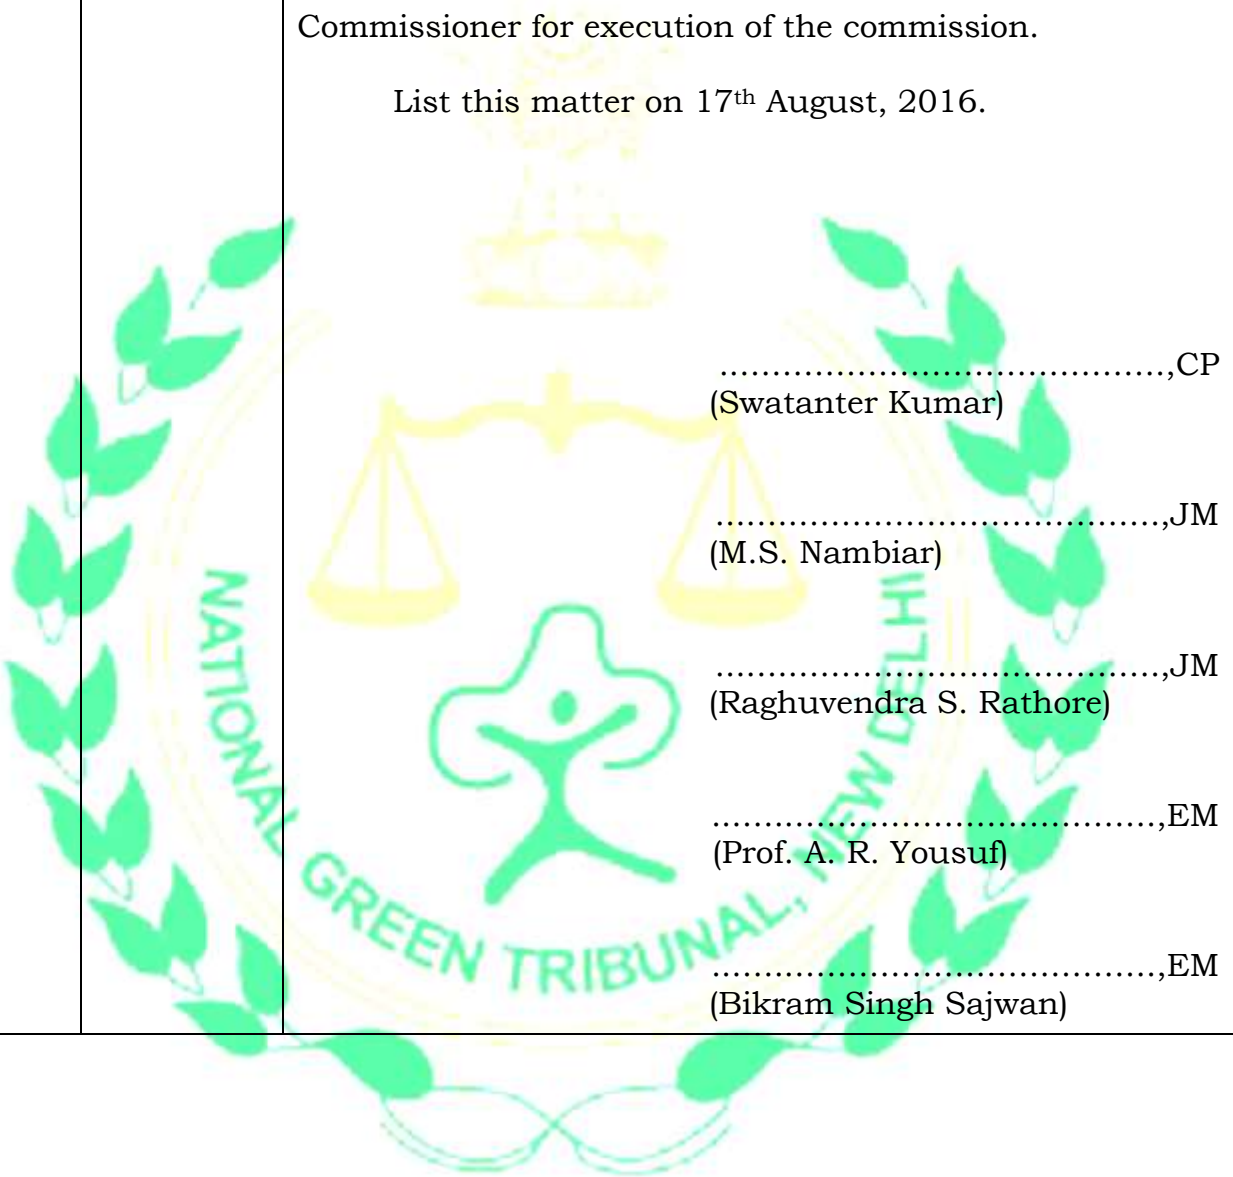 Commissioner for execution of the commission.
List this matter on 17th August, 2016.
...........................................,CP
(Swatanter Kumar)
...........................................,JM
(M.S. Nambiar)
...........................................,JM
(Raghuvendra S. Rathore)
...........................................,EM
(Prof. A. R. Yousuf)
...........................................,EM
(Bikram Singh Sajwan)
NATIONAL GREEN TRIBUNAL, NEW DELHI